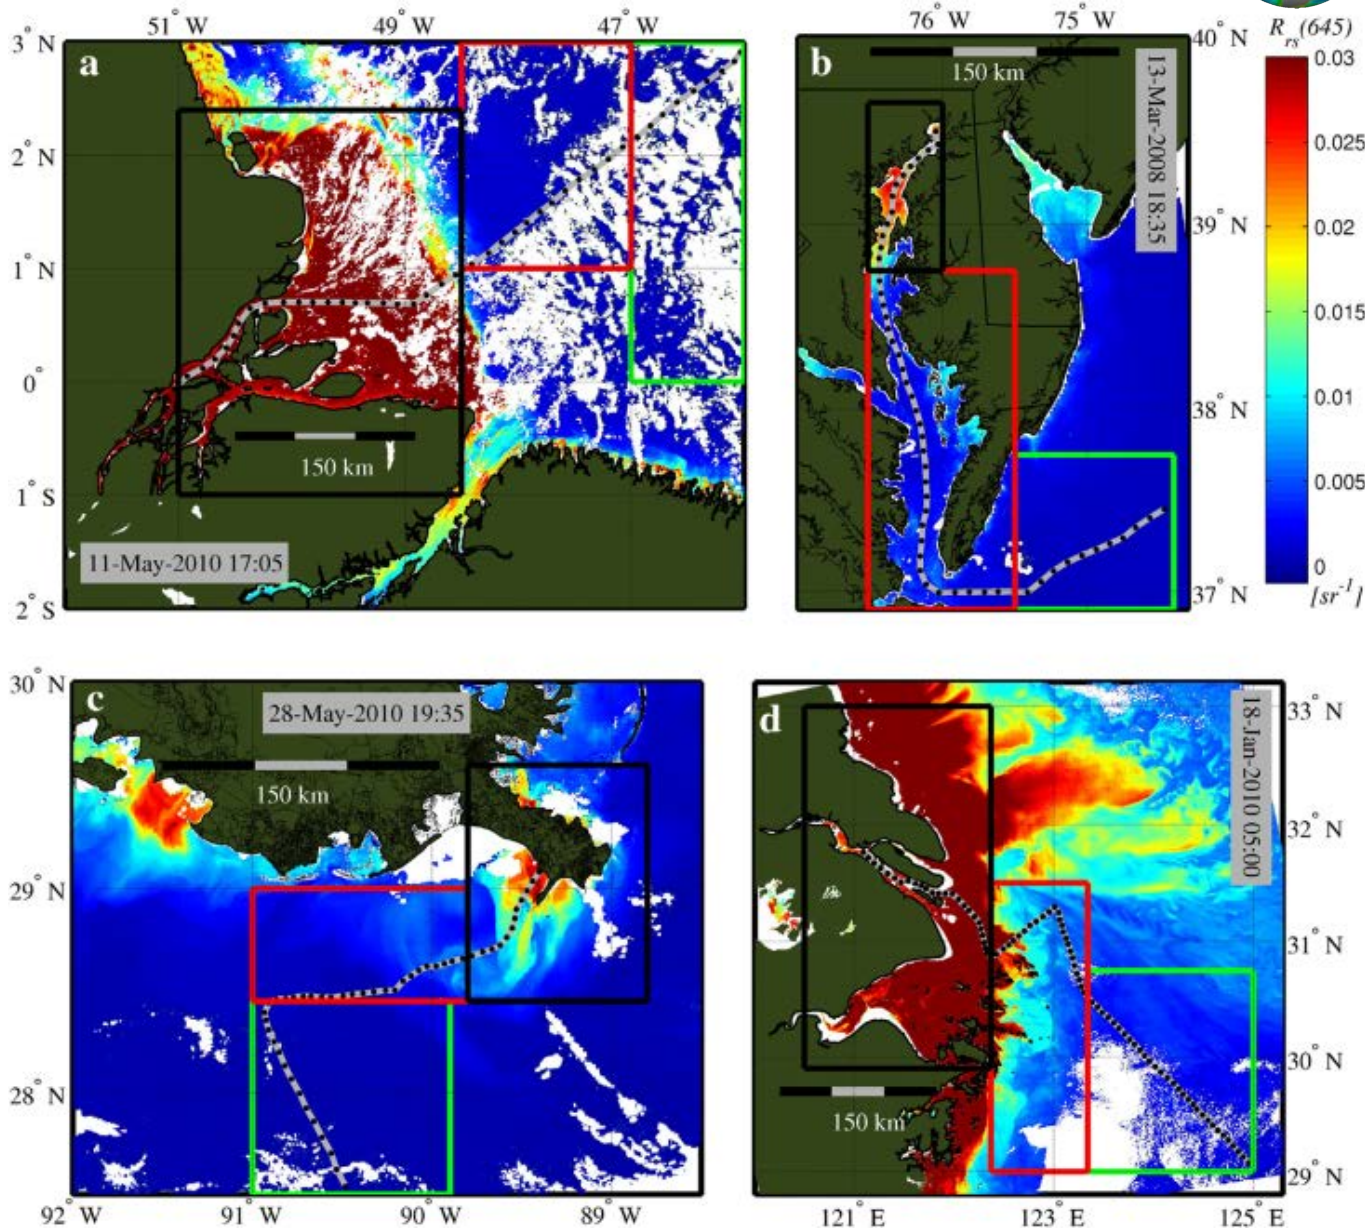 51° W 49° W 47° W
3° N
2° N
1° N
0°
1° S
2° S
a
150 km
11-May-2010 17:05
76° W 75° W
b
150 km
13-Mar-2008 18:35
40° N
39° N
38° N
37° N
Rrs(645)
0.03
0.025
0.02
0.015
0.01
0.005
0
[sr-1]
30° N
29° N
28° N
c
28-May-2010 19:35
150 km
92° W 91° W 90° W 89° W
d
18-Jan-2010 05:00
150 km
33° N
32° N
31° N
30° N
29° N
121° E 123° E 125° E